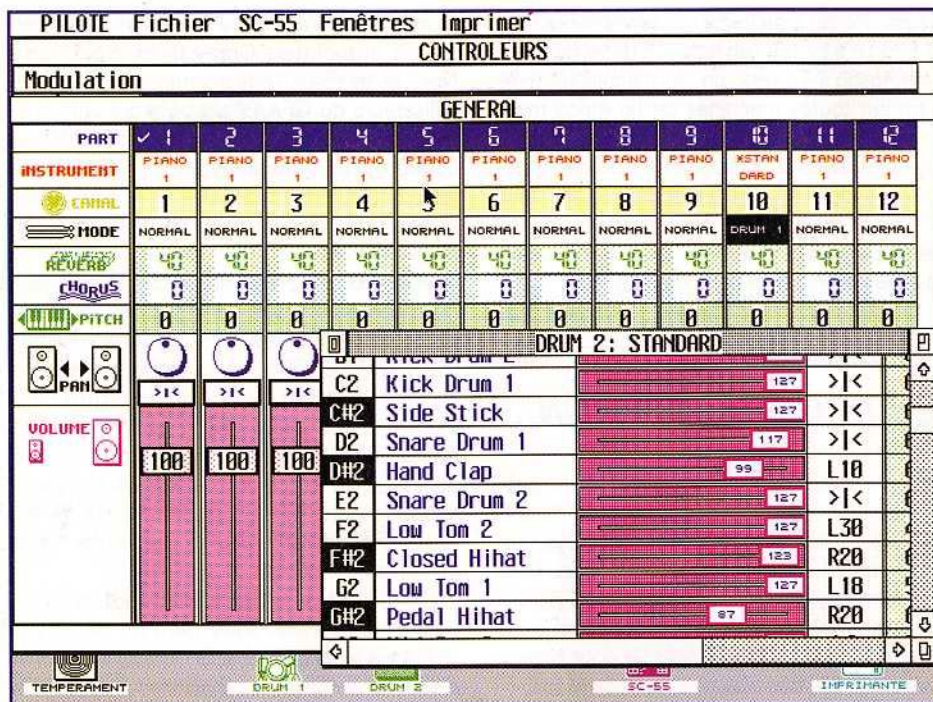 PILOTE Fichier SC-55 Fenêtres Imprimer
CONTROLEURS
Modulation
GENERAL
PART ✓ 1 2 3 4 5 6 7 8 9 10 11 12
iNSTRUMENT PIANO 1 PIANO 1 PIANO 1 PIANO 1 PIANO 1 PIANO 1 PIANO 1 PIANO 1 PIANO 1 XSTAN DARD PIANO 1 PIANO 1
CANAL 1 2 3 4 5 6 7 8 9 10 11 12
MODE NORMAL NORMAL NORMAL NORMAL NORMAL NORMAL NORMAL NORMAL NORMAL DRUM 1 NORMAL NORMAL
REVERB 40 40 40 40 40 40 40 40 40 40 40 40
CHORUS 0 0 0 0 0 0 0 0 0 0 0 0
PiTCH 0 0 0 0 0 0 0 0 0 0 0 0
PAN >I< >I< >I<
VOLUME 100 100 100
DRUM 2: STANDARD
C2 Kick Drum 1 127 >I<
C#2 Side Stick 127 >I<
D2 Snare Drum 1 117 >I<
D#2 Hand Clap 99 L10
E2 Snare Drum 2 127 >I<
F2 Low Tom 2 127 L30
F#2 Closed Hihat 123 R20
G2 Low Tom 1 127 L18
G#2 Pedal Hihat 87 R20
TEMPERAMENT DRUM 1 DRUM 2 SC-55 IMPRIMANTE